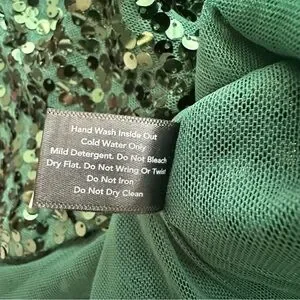 Hand Wash Inside Out
Cold Water Only
Mild Detergent. Do Not Bleach
Dry Flat. Do Not Wring Or Twist
Do Not Iron
Do Not Dry Clean